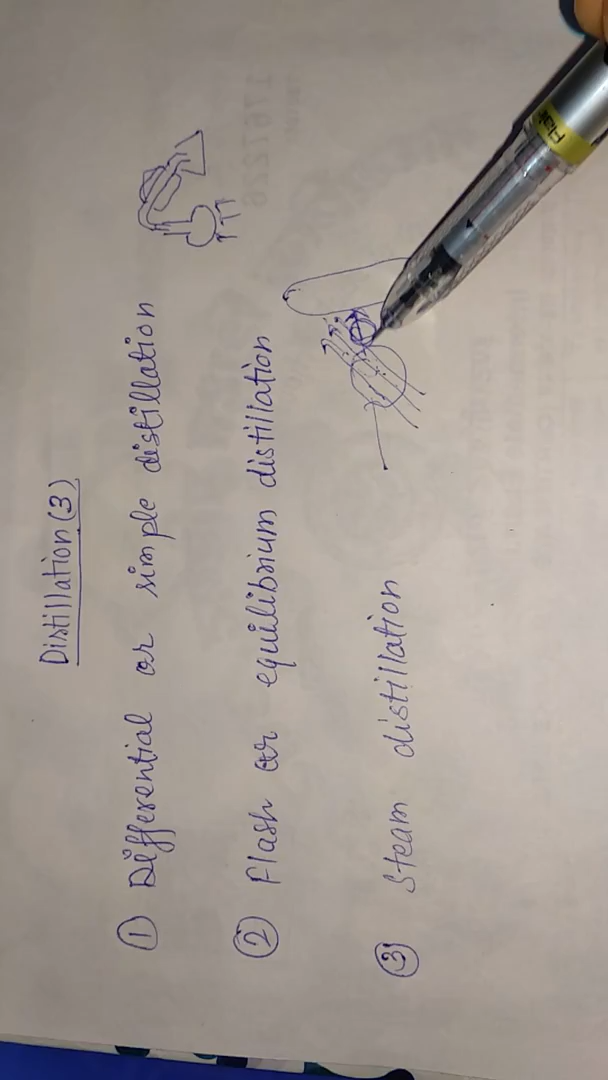 Distillation (3)
① Differential or simple distillation
② Flash or equilibrium distillation
③ Steam distillation